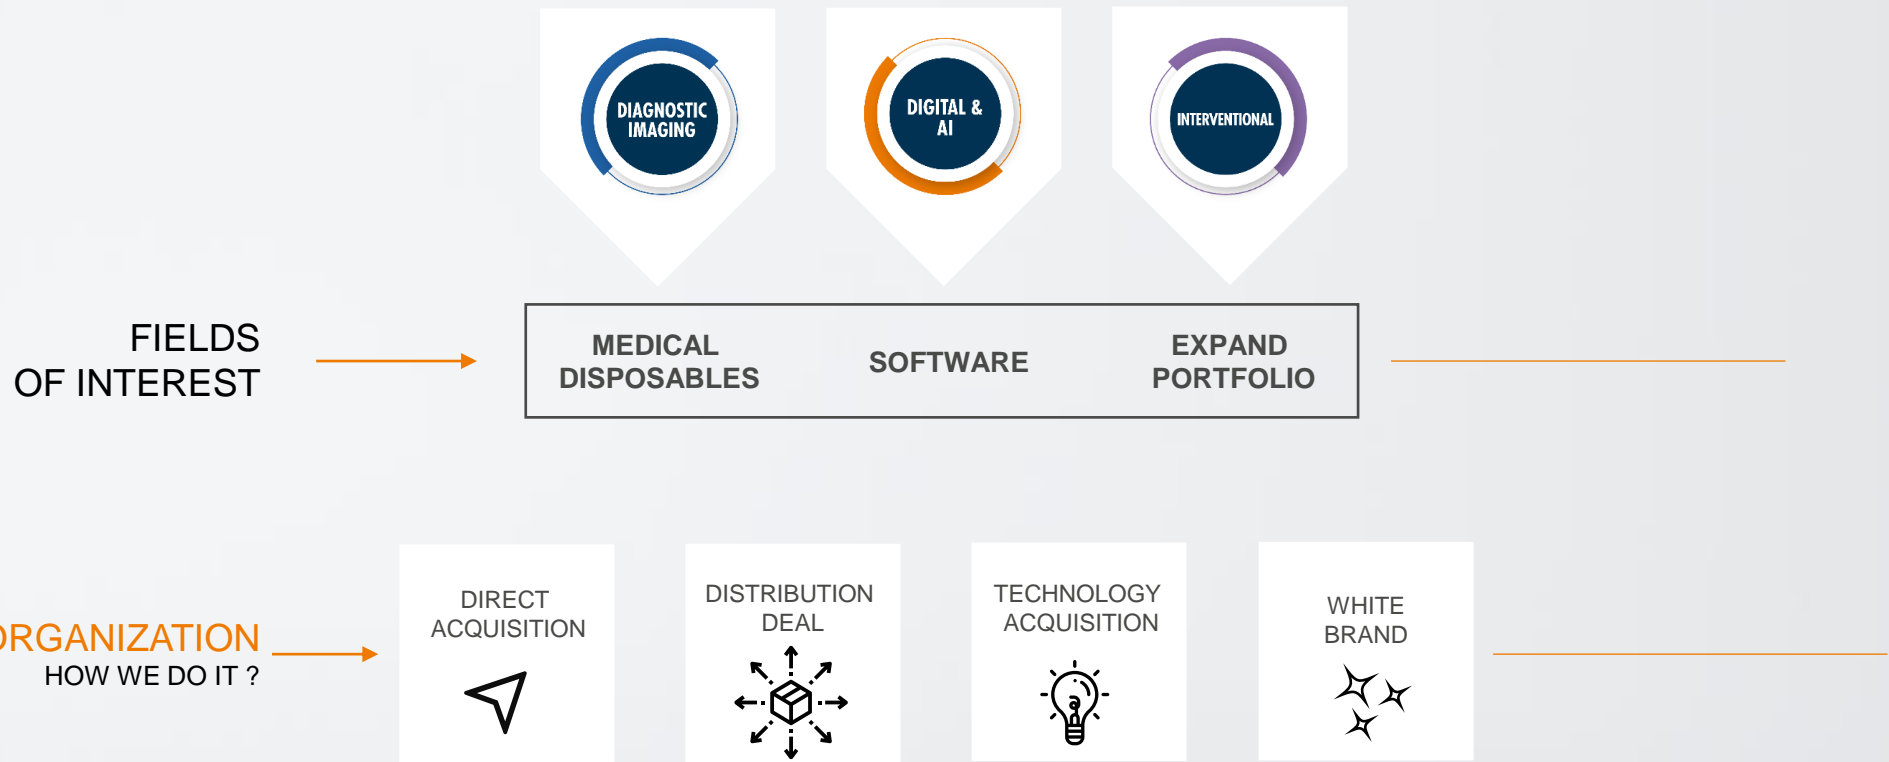 DIAGNOSTIC
IMAGING
DIGITAL &
AI
INTERVENTIONAL
FIELDS
OF INTEREST
MEDICAL
DISPOSABLES
SOFTWARE
EXPAND
PORTFOLIO
ORGANIZATION
HOW WE DO IT ?
DIRECT
ACQUISITION
DISTRIBUTION
DEAL
TECHNOLOGY
ACQUISITION
WHITE
BRAND